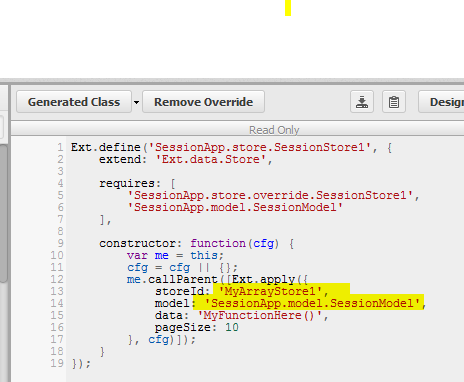 Generated Class
Remove Override
Read Only
1 Ext.define('SessionApp.store.SessionStore1', {
2     extend: 'Ext.data.Store',
3
4     requires: [
5         'SessionApp.store.override.SessionStore1',
6         'SessionApp.model.SessionModel'
7     ],
8
9     constructor: function(cfg) {
10         var me = this;
11         cfg = cfg || {};
12         me.callParent([Ext.apply({
13             storeId: 'MyArrayStore1',
14             model: 'SessionApp.model.SessionModel',
15             data: 'MyFunctionHere()',
16             pageSize: 10
17         }, cfg)]);
18     }
19 });